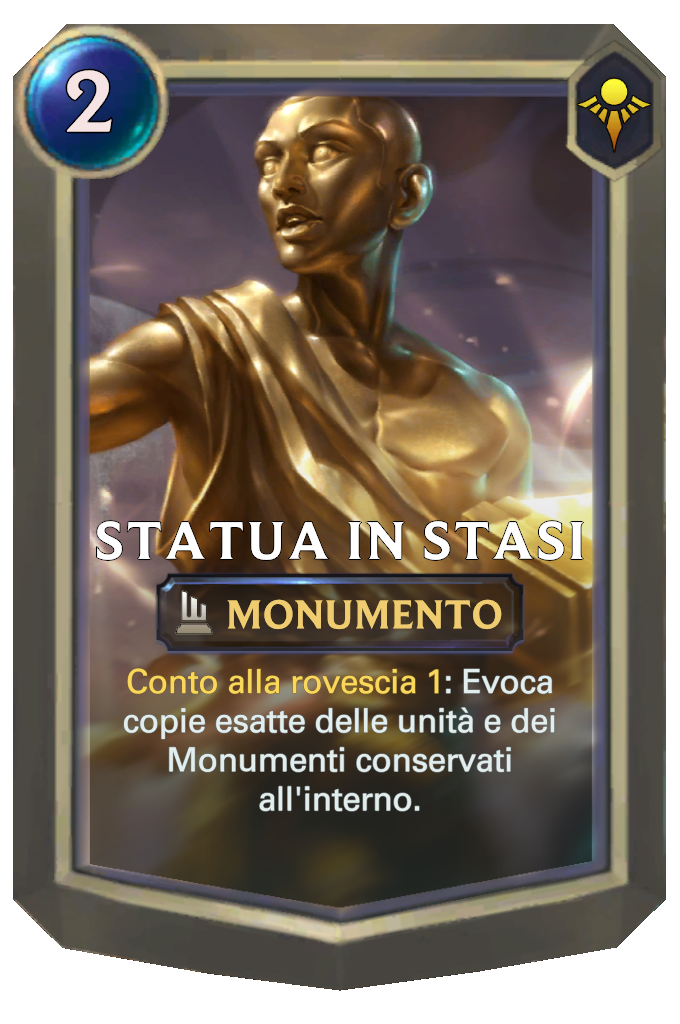 2
STATUA IN STASI
MONUMENTO
Conto alla rovescia 1: Evoca
copie esatte delle unità e dei
Monumenti conservati
all'interno.